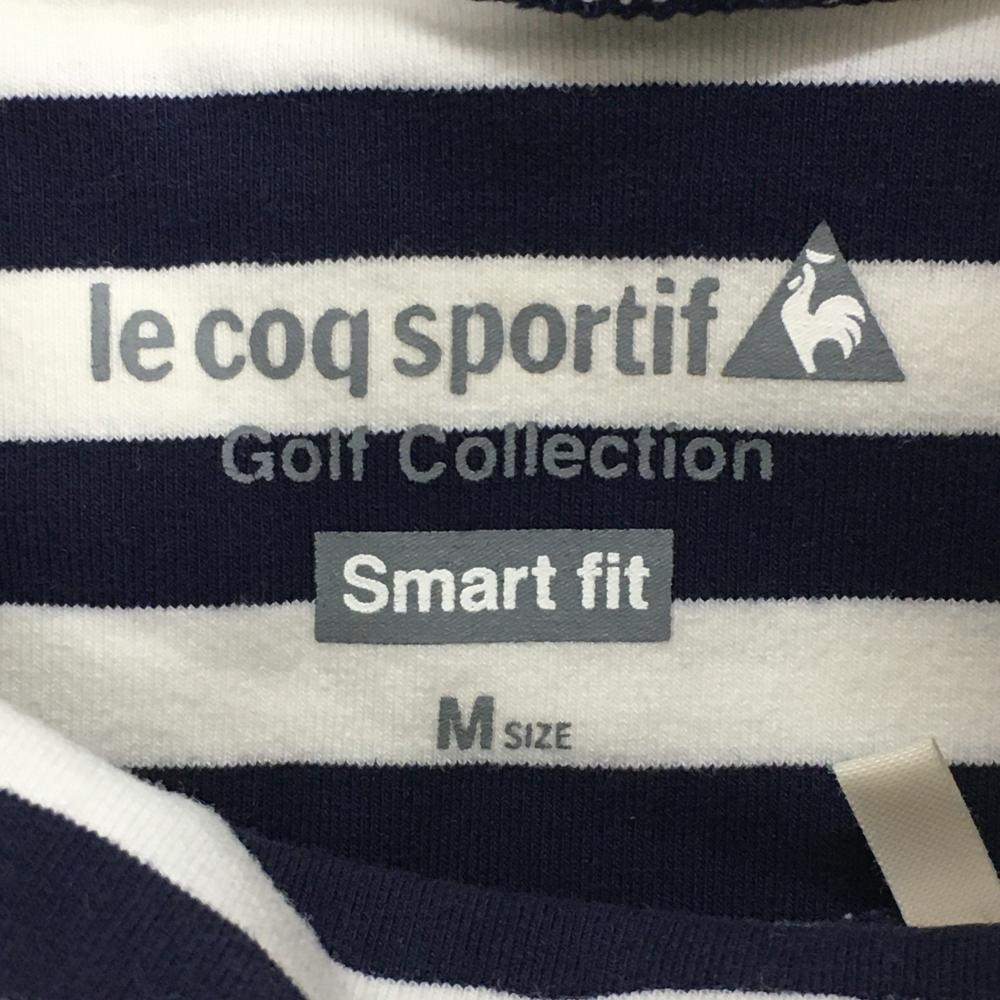 le coq sportif
Golf Collection
Smart fit
M SIZE